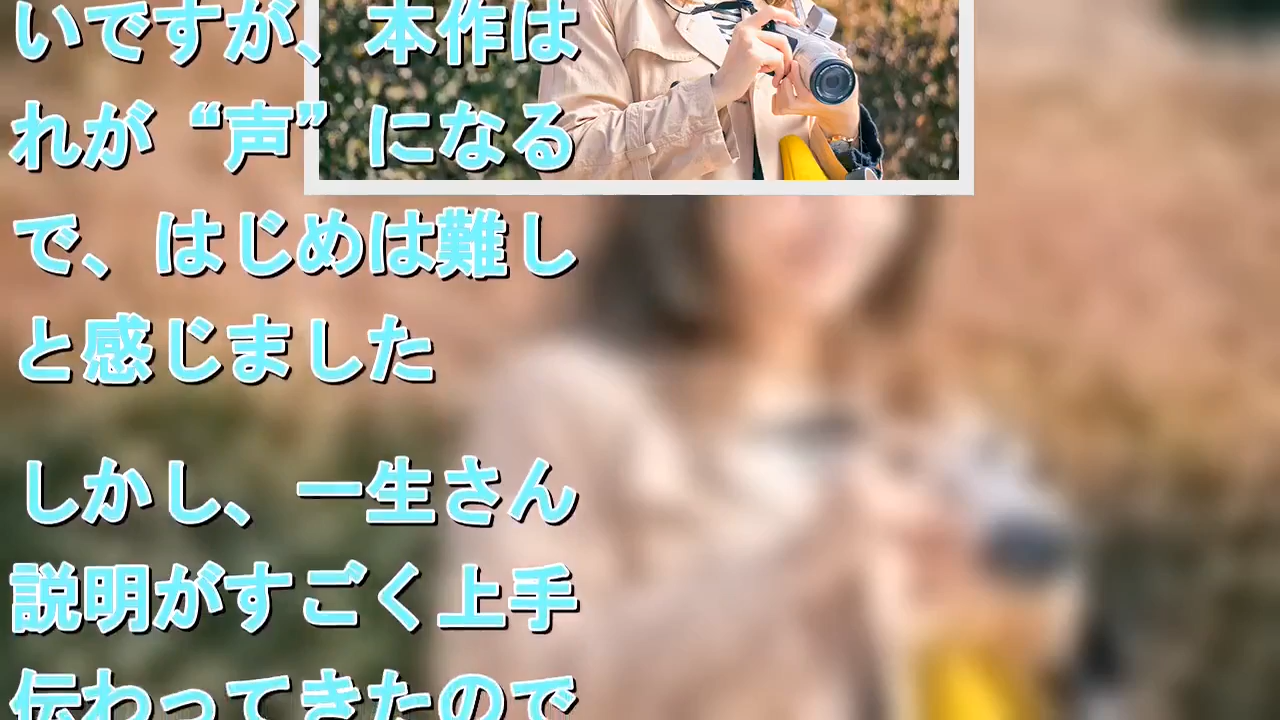 いですが、本作は
れが“声”になる
で、はじめは難し
と感じました
しかし、一生さん
説明がすごく上手
伝わってきたので